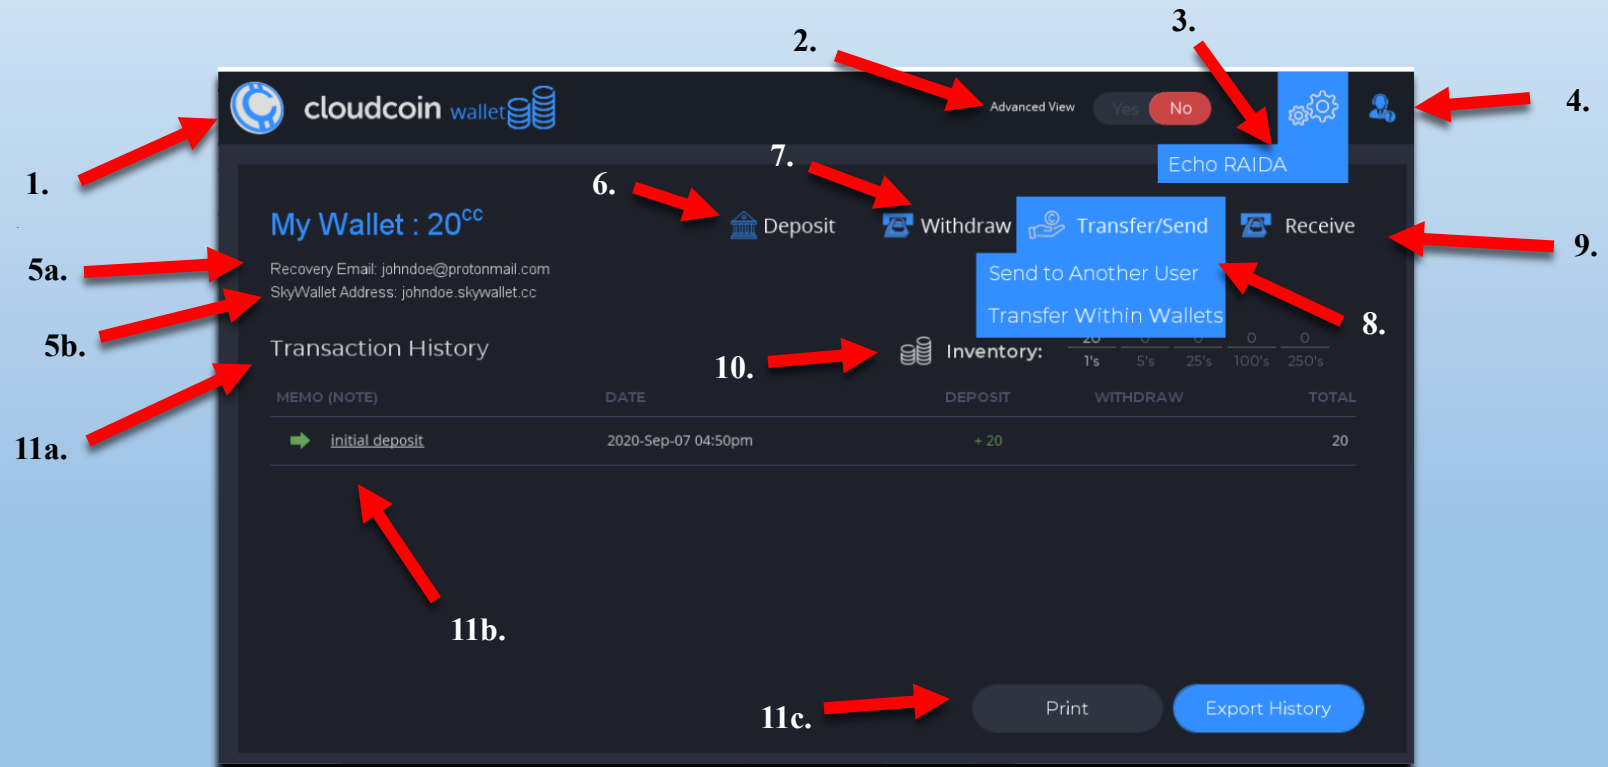 3.
2.
cloudcoin wallet
Advanced View
Yes
No
4.
1.
7.
Echo RAIDA
6.
My Wallet : 20cc
Deposit
Withdraw
Transfer/Send
Receive
9.
5a.
Recovery Email: johndoe@protonmail.com
Send to Another User
SkyWallet Address: johndoe.skywallet.cc
Transfer Within Wallets
8.
5b.
Transaction History
10.
Inventory:
20 0 0 0 0
1's 5's 25's 100's 250's
MEMO (NOTE) DATE DEPOSIT WITHDRAW TOTAL
11a.
initial deposit 2020-Sep-07 04:50pm + 20 20
11b.
11c.
Print
Export History